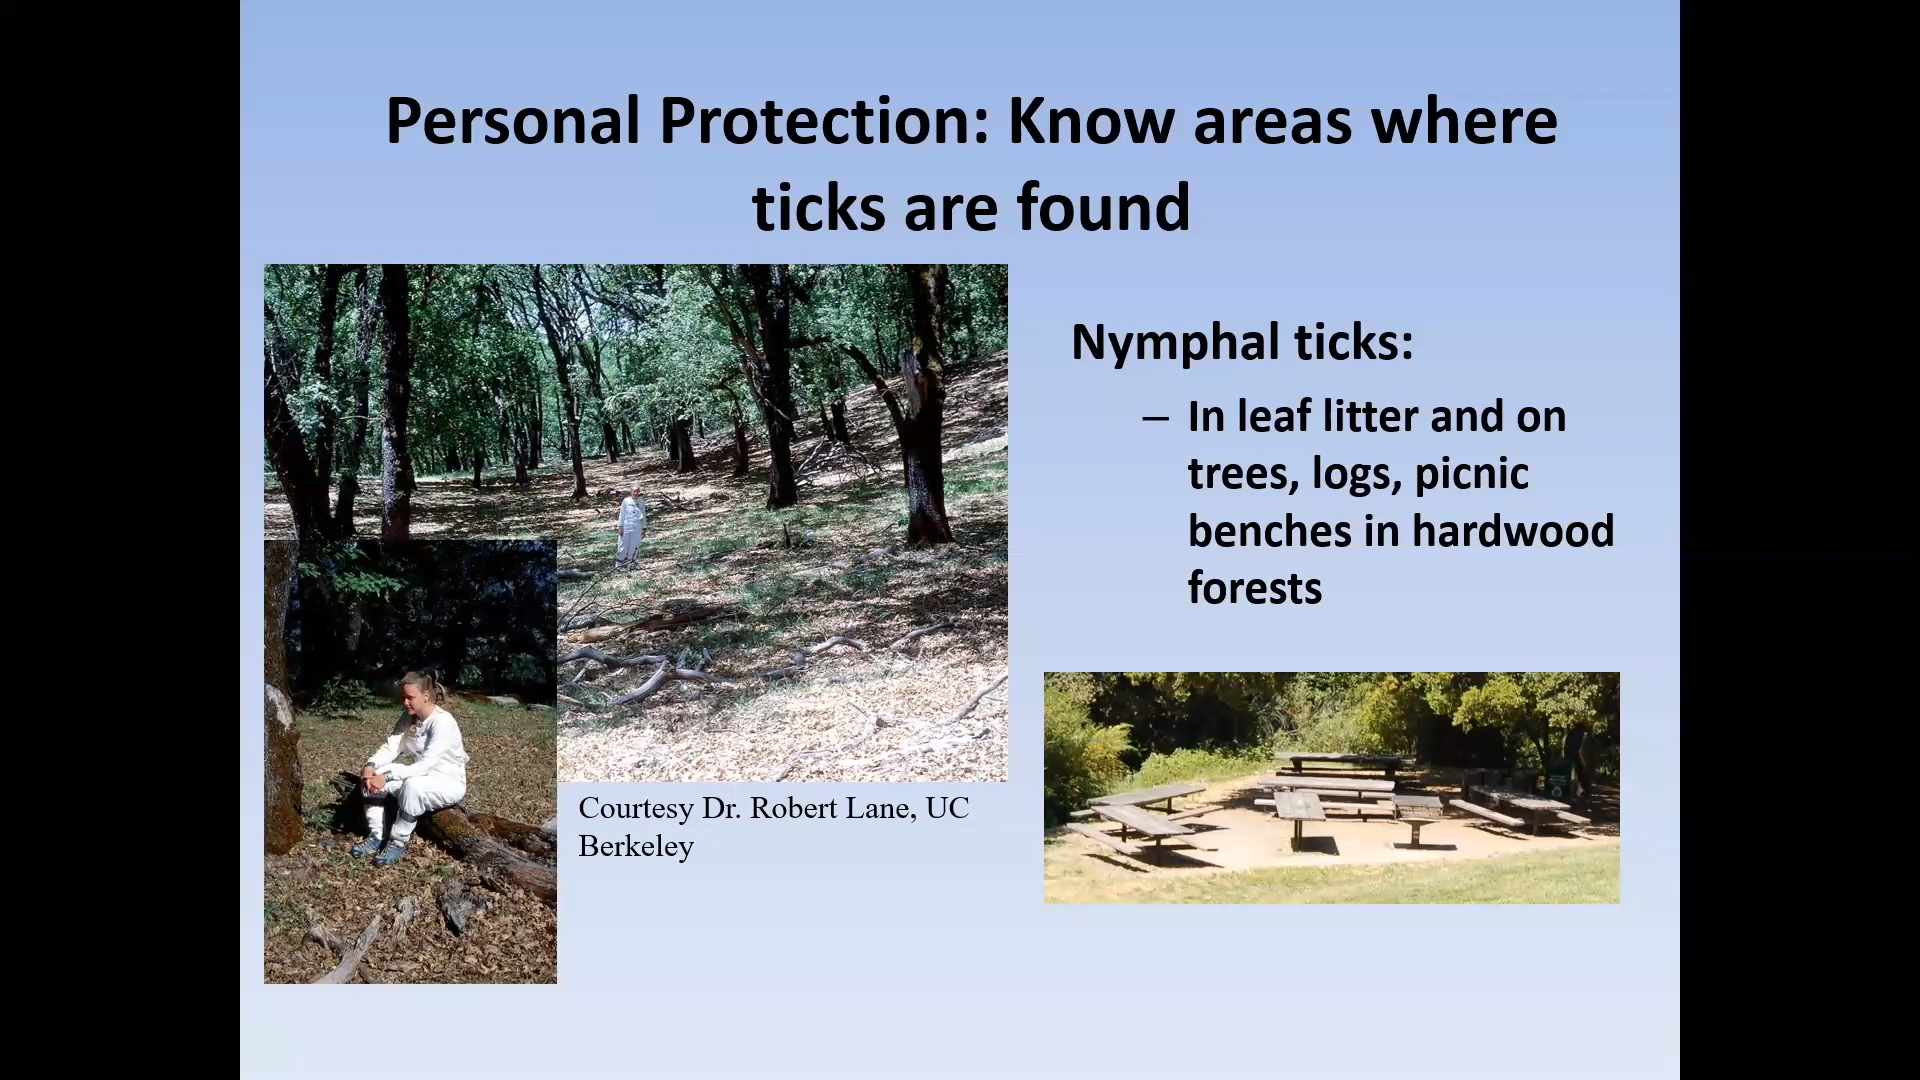 Personal Protection: Know areas where
ticks are found
Nymphal ticks:
– In leaf litter and on
trees, logs, picnic
benches in hardwood
forests
Courtesy Dr. Robert Lane, UC
Berkeley